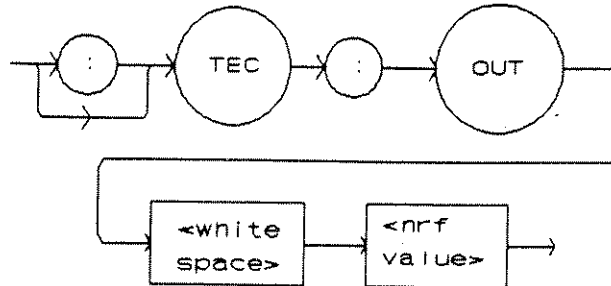 : TEC : OUT
<white
space>
<nrf
value>